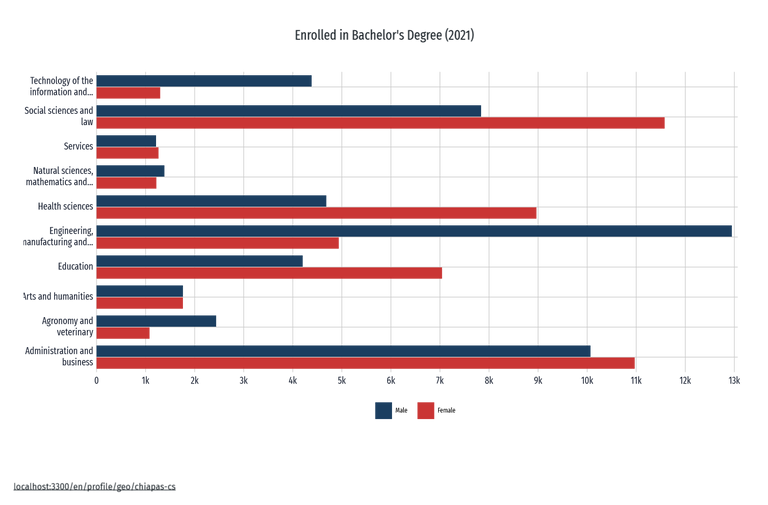 Enrolled in Bachelor's Degree (2021)
Technology of the
information and...
Social sciences and
law
Services
Natural sciences,
mathematics and...
Health sciences
Engineering,
anufacturing and...
Education
Arts and humanities
Agronomy and
veterinary
Administration and
business
0 1k 2k 3k 4k 5k 6k 7k 8k 9k 10k 11k 12k 13k
Male Female
localhost:3300/en/profile/geo/chiapas-cs